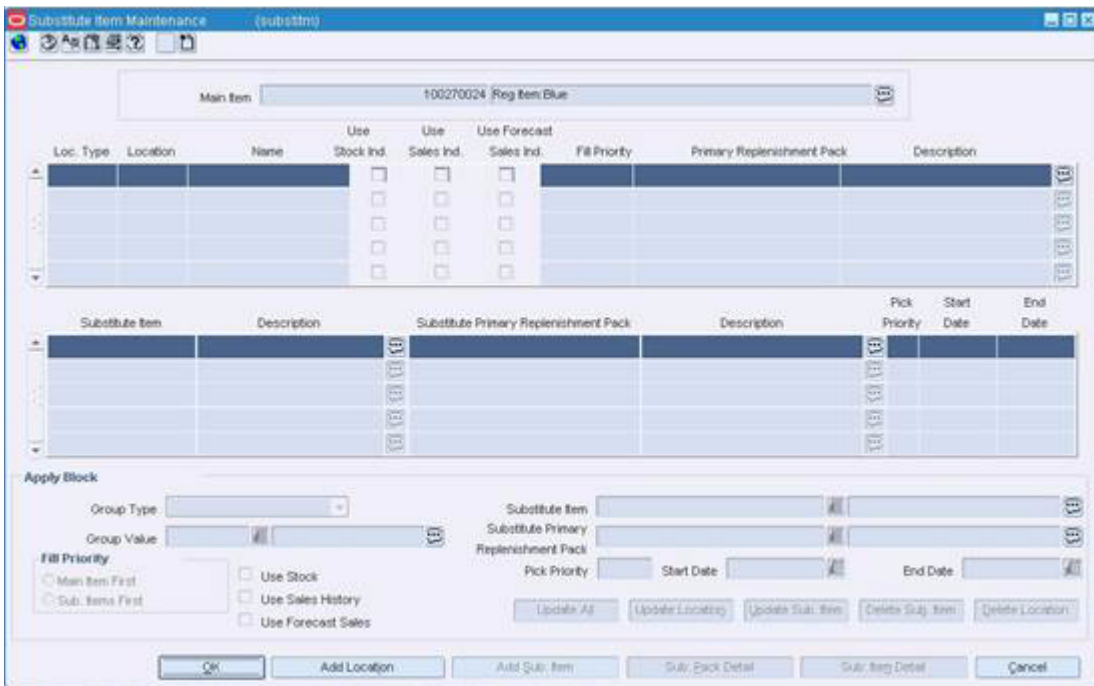 Substitute Item Maintenance (substitm)
Main Item 100270024 Reg Item:Blue
Use Use Use Forecast
Loc. Type Location Name Stock Ind. Sales Ind. Sales Ind. Fill Priority Primary Replenishment Pack Description
Pick Start End
Substitute Item Description Substitute Primary Replenishment Pack Description Priority Date Date
Apply Block
Group Type Substitute Item
Group Value Substitute Primary
Replenishment Pack
Fill Priority
Main Item First Use Stock Pick Priority Start Date End Date
Sub. Items First Use Sales History Update All Update Location Update Sub. Item Delete Sub. Item Delete Location
Use Forecast Sales
OK Add Location Add Sub. Item Sub. Pack Detail Sub. Item Detail Cancel